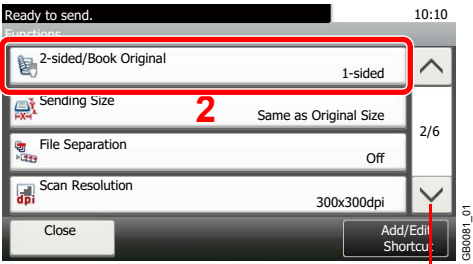 Ready to send.
10:10
Functions
2-sided/Book Original
1-sided
2
Sending Size
Same as Original Size
2/6
File Separation
Off
Scan Resolution
dpi
300x300dpi
Close
Add/Edit
Shortcut
GB0081_01